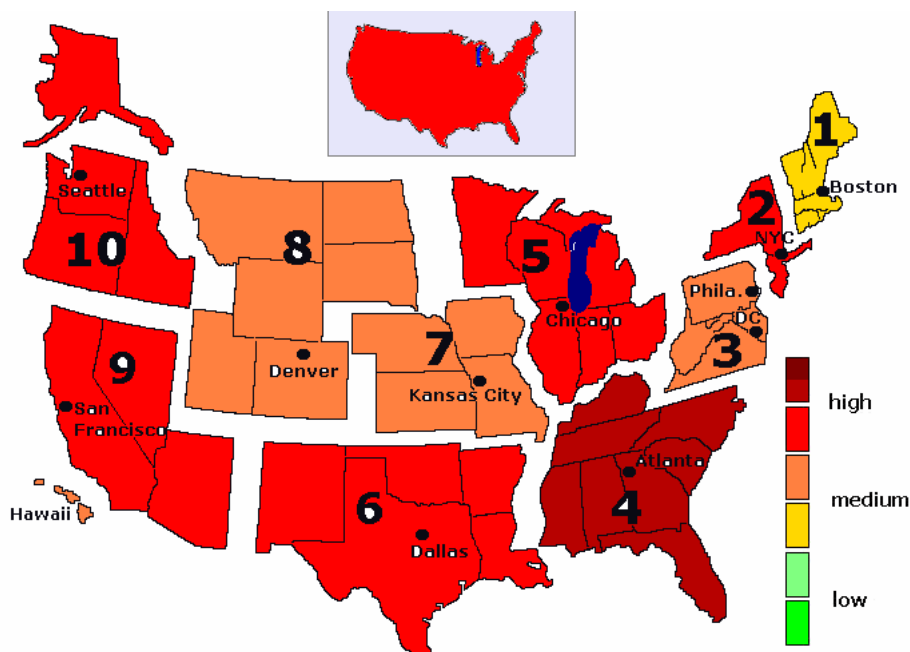 1
Boston
2
NYC
Seattle
10
8
5
Phila.
DC
3
Chicago
Denver
7
Kansas City
9
San
Francisco
high
Atlanta
4
6
Dallas
Hawaii
medium
low